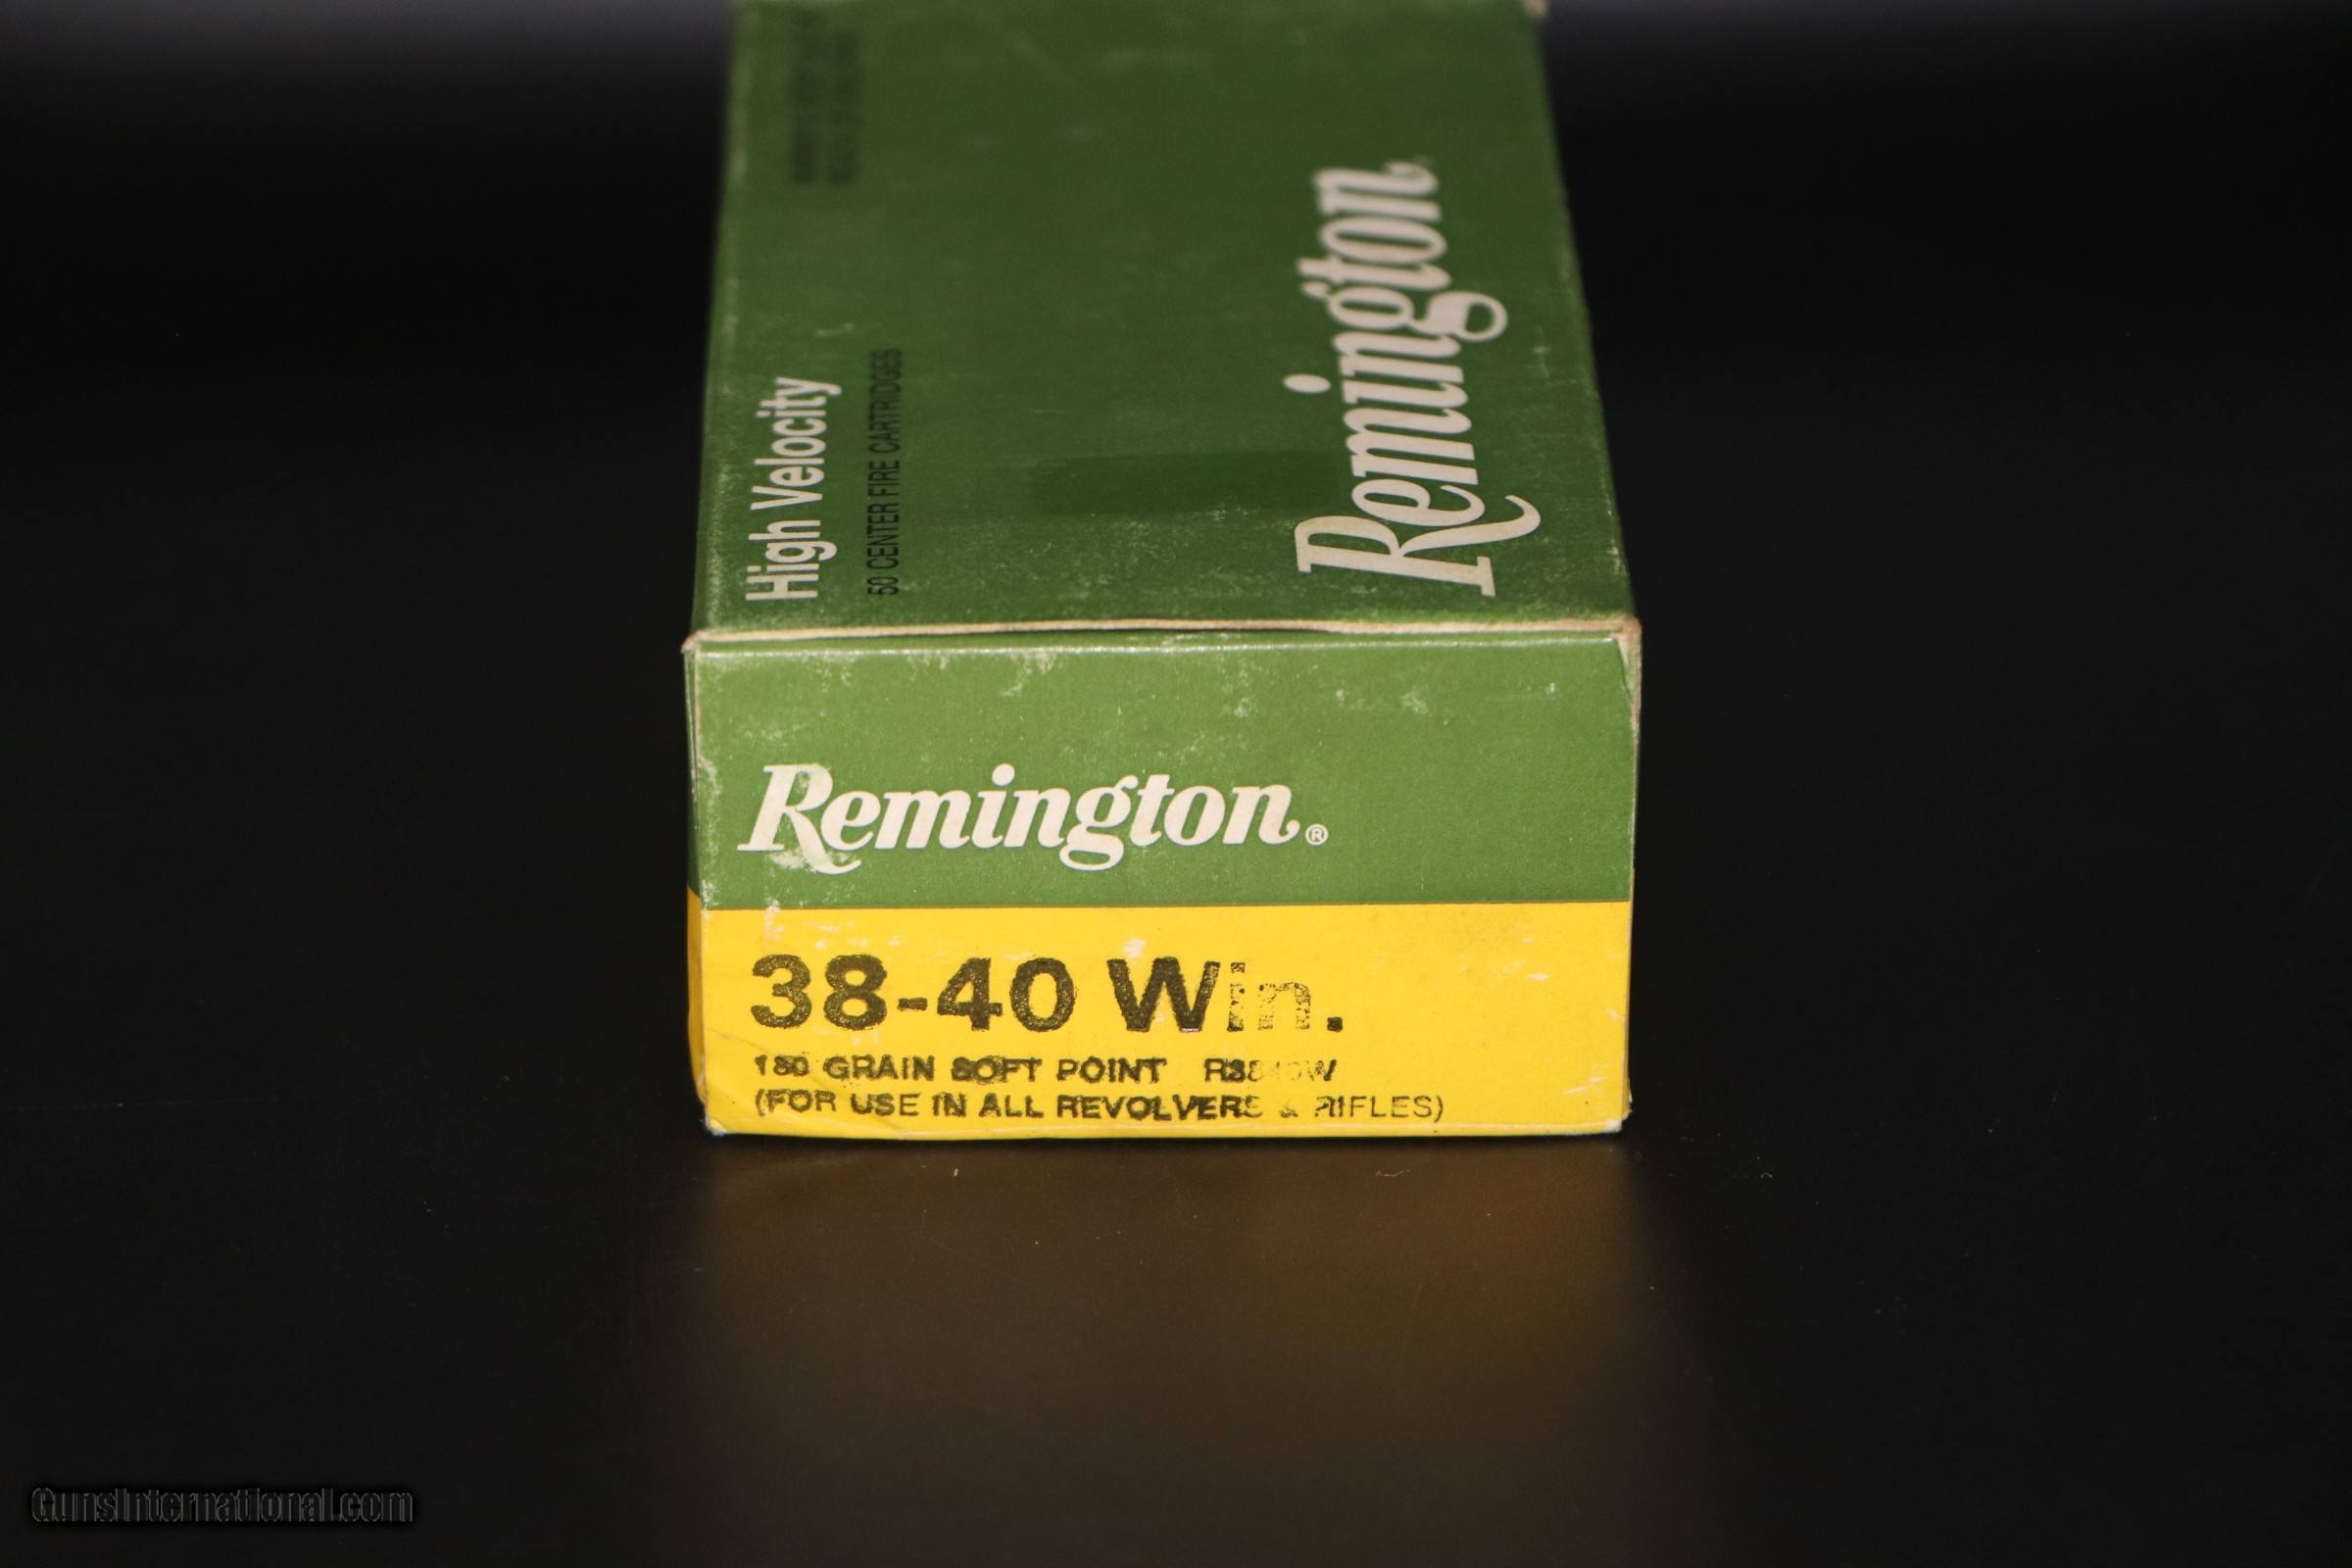 High Velocity
50 CENTER FIRE CARTRIDGES
Remington
Remington®
38-40 Win.
180 GRAIN SOFT POINT
(FOR USE IN ALL REVOLVERS & RIFLES)
GunsInternational.com